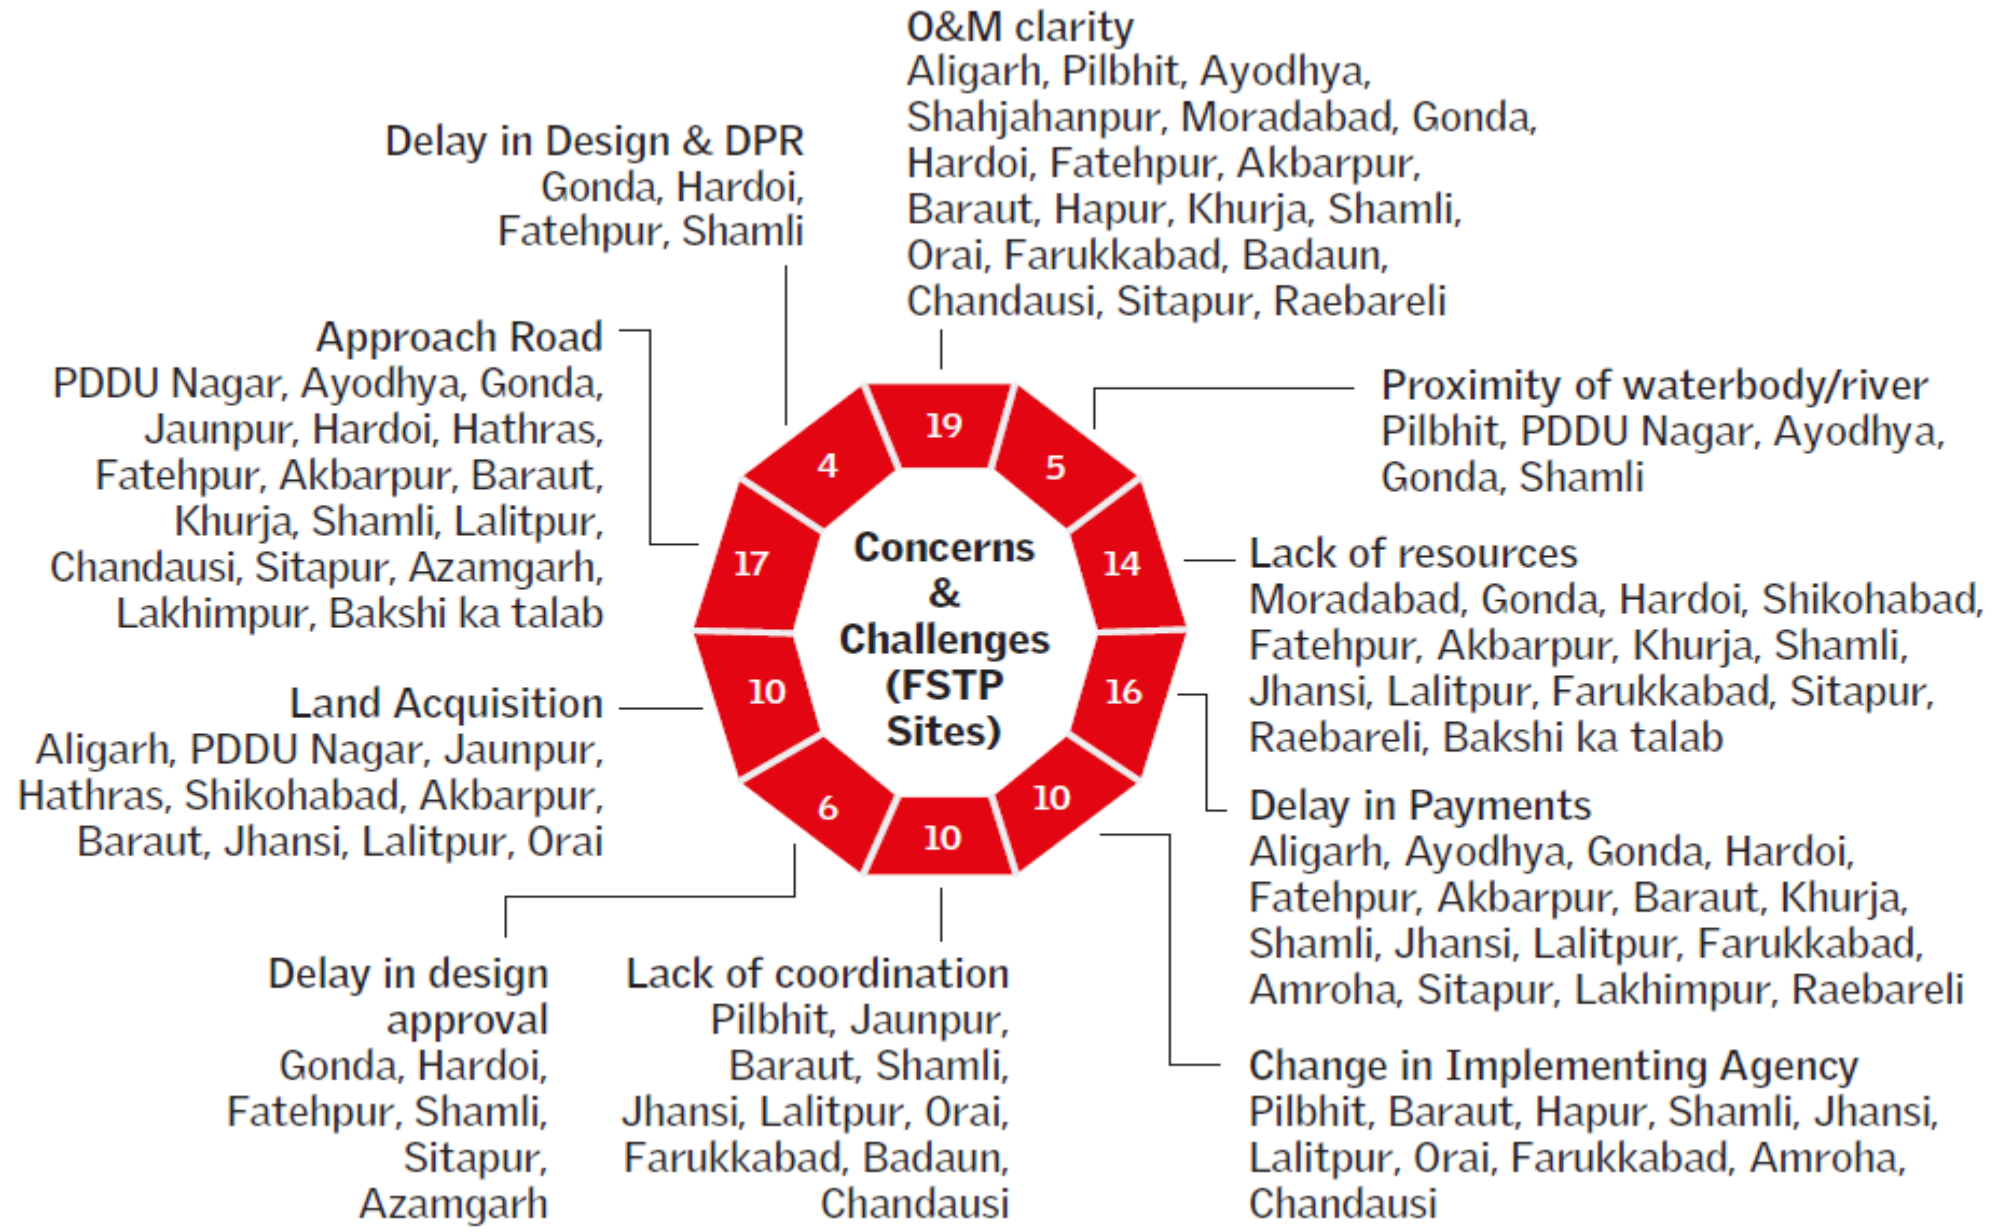 O&M clarity
Aligarh, Pilbhit, Ayodhya,
Shahjahanpur, Moradabad, Gonda,
Hardoi, Fatehpur, Akbarpur,
Baraut, Hapur, Khurja, Shamli,
Orai, Farukkabad, Badaun,
Chandausi, Sitapur, Raebareli
Delay in Design & DPR
Gonda, Hardoi,
Fatehpur, Shamli
Approach Road
PDDU Nagar, Ayodhya, Gonda,
Jaunpur, Hardoi, Hathras,
Fatehpur, Akbarpur, Baraut,
Khurja, Shamli, Lalitpur,
Chandausi, Sitapur, Azamgarh,
Lakhimpur, Bakshi ka talab
Land Acquisition
Aligarh, PDDU Nagar, Jaunpur,
Hathras, Shikohabad, Akbarpur,
Baraut, Jhansi, Lalitpur, Orai
Delay in design
approval
Gonda, Hardoi,
Fatehpur, Shamli,
Sitapur,
Azamgarh
Lack of coordination
Pilbhit, Jaunpur,
Baraut, Shamli,
Jhansi, Lalitpur, Orai,
Farukkabad, Badaun,
Chandausi
19
5
14
16
10
10
6
10
17
4
Concerns
&
Challenges
(FSTP
Sites)
Proximity of waterbody/river
Pilbhit, PDDU Nagar, Ayodhya,
Gonda, Shamli
Lack of resources
Moradabad, Gonda, Hardoi, Shikohabad,
Fatehpur, Akbarpur, Khurja, Shamli,
Jhansi, Lalitpur, Farukkabad, Sitapur,
Raebareli, Bakshi ka talab
Delay in Payments
Aligarh, Ayodhya, Gonda, Hardoi,
Fatehpur, Akbarpur, Baraut, Khurja,
Shamli, Jhansi, Lalitpur, Farukkabad,
Amroha, Sitapur, Lakhimpur, Raebareli
Change in Implementing Agency
Pilbhit, Baraut, Hapur, Shamli, Jhansi,
Lalitpur, Orai, Farukkabad, Amroha,
Chandausi